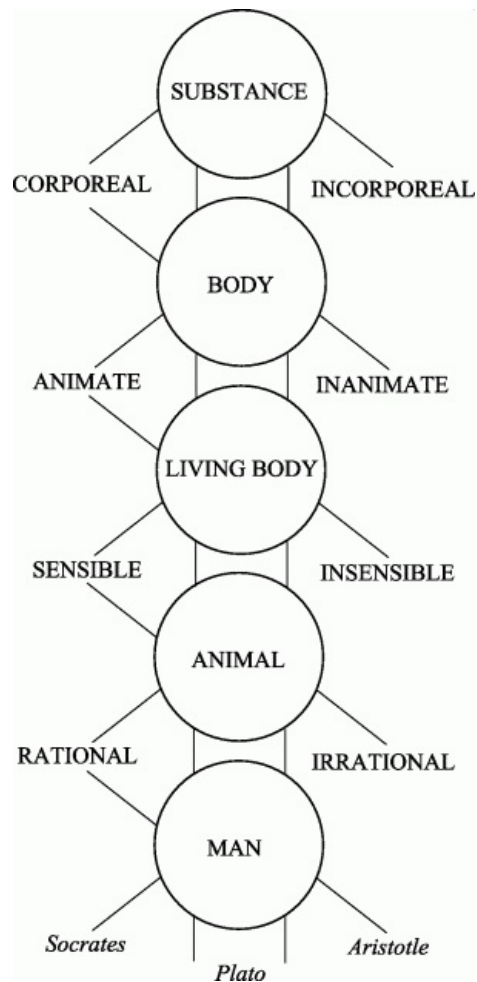 SUBSTANCE
CORPOREAL INCORPOREAL
BODY
ANIMATE INANIMATE
LIVING BODY
SENSIBLE INSENSIBLE
ANIMAL
RATIONAL IRRATIONAL
MAN
Socrates Aristotle
Plato